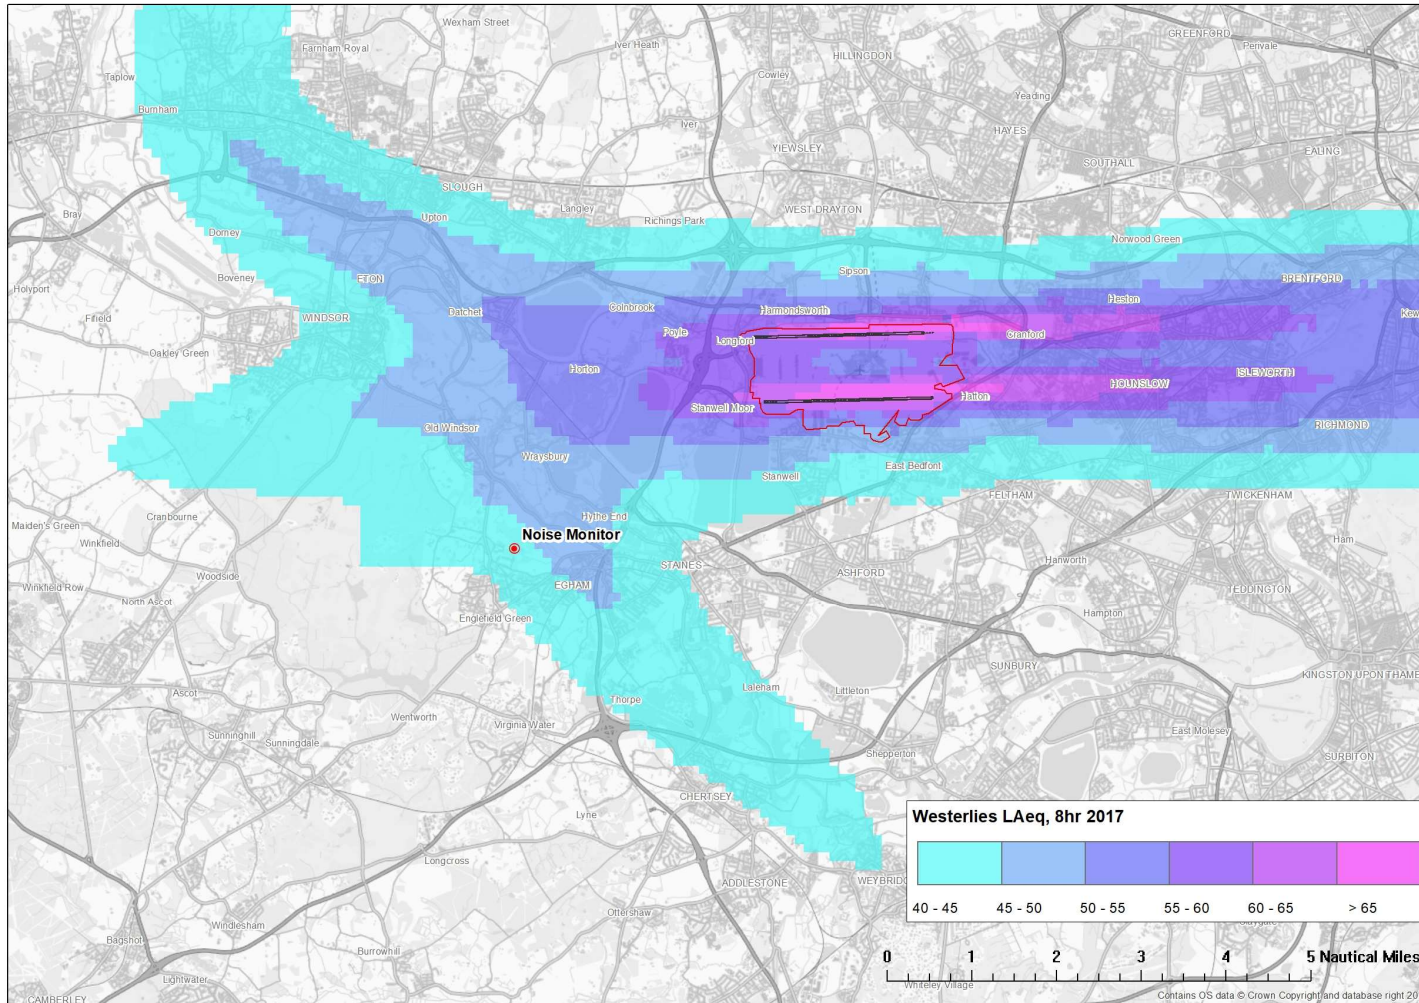 Wexham Street
GREENFORD
Farnham Royal
Iver Heath
Perivale
HILLINGDON
Taplow
Cowley
Yeading
Burnham
Iver
HAYES
YIEWSLEY
EALING
SOUTHALL
SLOUGH
Langley
WEST DRAYTON
Bray
Upton
Richings Park
Dorney
Norwood Green
Sipson
Boveney
ETON
BRENTFORD
Holyport
Heston
Colnbrook
Harmondsworth
Datchet
Kew
Fifield
WINDSOR
Poyle
Cranford
Longford
Oakley Green
Horton
ISLEWORTH
HOUNSLOW
Hatton
Stanwell Moor
Old Windsor
RICHMOND
Wraysbury
East Bedfont
Stanwell
FELTHAM
TWICKENHAM
Cranbourne
Hythe End
Maiden's Green
Noise Monitor
Ham
Winkfield
Hanworth
STAINES
ASHFORD
Woodside
Winkfield Row
EGHAM
TEDDINGTON
North Ascot
Hampton
Englefield Green
SUNBURY
KINGSTON UPON THAME
Ascot
Laleham
Littleton
Thorpe
Wentworth
Virginia Water
Sunninghill
East Molesey
Sunningdale
Shepperton
SURBITON
CHERTSEY
Lyne
Westerlies LAeq, 8hr 2017
Longcross
ADDLESTONE
WEYBRIDG
40 - 45 45 - 50 50 - 55 55 - 60 60 - 65 > 65
Ottershaw
Windlesham
Claygate
Bagshot
Burrowhill
0 1 2 3 4 5 Nautical Miles
Lightwater
Whiteley Village
CAMBERLEY
Contains OS data © Crown Copyright and database right 20